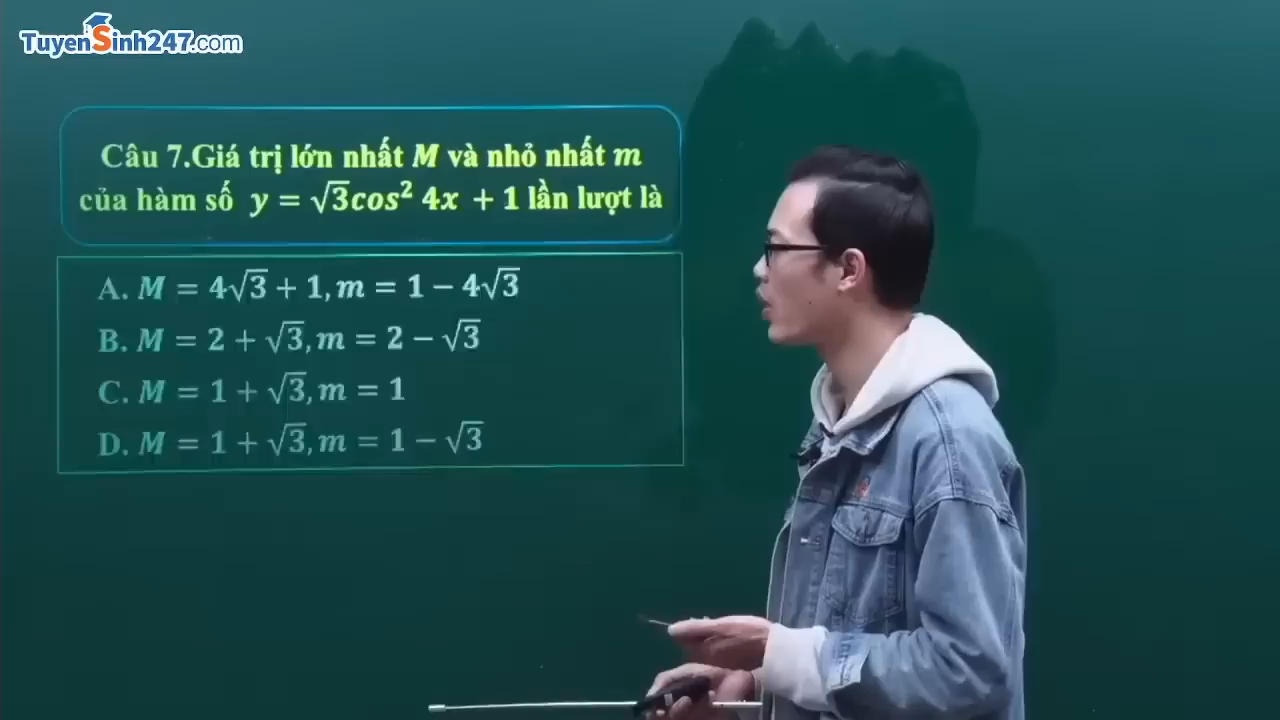 TuyenSinh247.com
Câu 7.Giá trị lớn nhất M và nhỏ nhất m
của hàm số y = √3cos² 4x + 1 lần lượt là
A. M = 4√3 + 1, m = 1 − 4√3
B. M = 2 + √3, m = 2 − √3
C. M = 1 + √3, m = 1
D. M = 1 + √3, m = 1 − √3